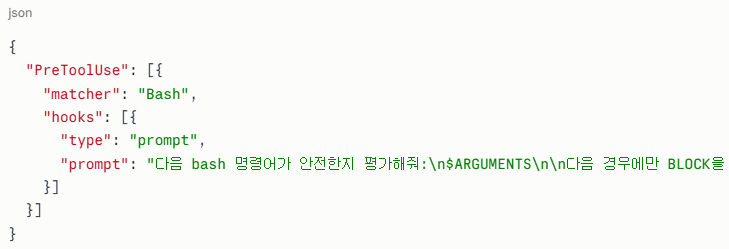 json
{
  "PreToolUse": [{
    "matcher": "Bash",
    "hooks": [{
      "type": "prompt",
      "prompt": "다음 bash 명령어가 안전한지 평가해줘:\n$ARGUMENTS\n\n다음 경우에만 BLOCK을
    }]
  }]
}